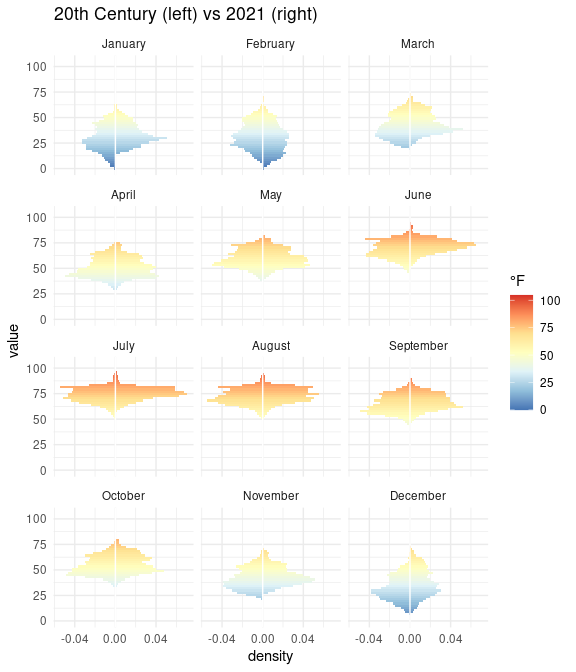 20th Century (left) vs 2021 (right)
January February March
100
75
50
25
0
April May June
100
75
50
25
0
value
°F
100
75
50
25
0
July August September
100
75
50
25
0
October November December
100
75
50
25
0
-0.04 0.00 0.04 -0.04 0.00 0.04 -0.04 0.00 0.04
density